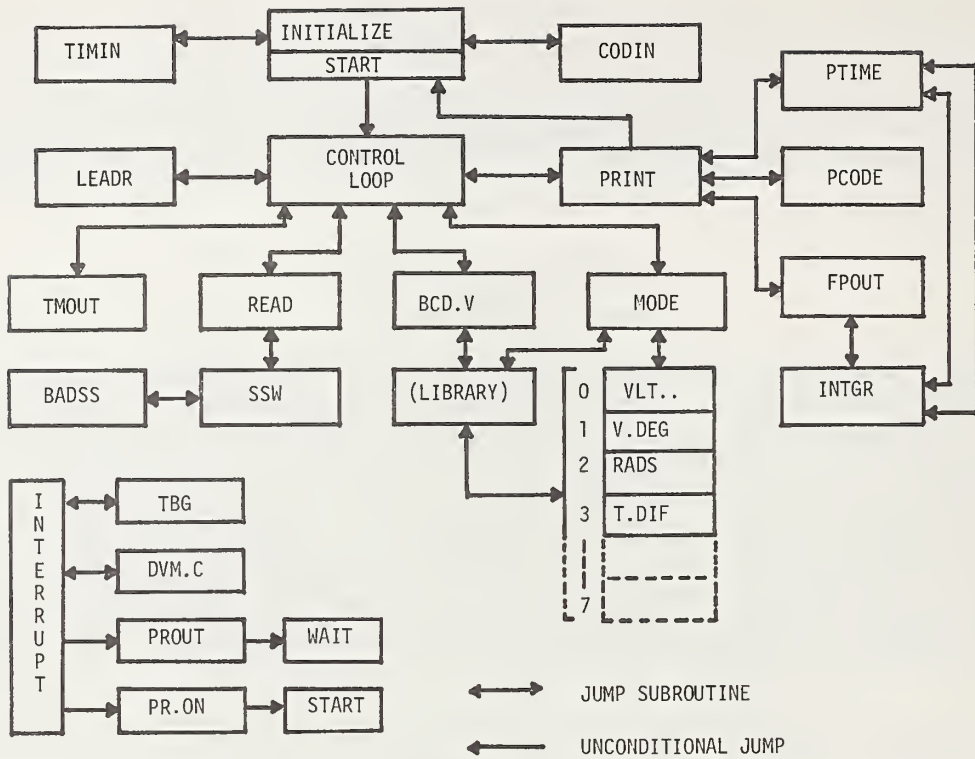 TIMIN
INITIALIZE
START
CODIN
PTIME
LEADR
CONTROL
LOOP
PRINT
PCODE
TMOUT
READ
BCD.V
MODE
FPOUT
BADSS
SSW
(LIBRARY)
0 VLT..
1 V.DEG
2 RADS
3 T.DIF
7
INTGR
INTERRUPT
TBG
DVM.C
PROUT
WAIT
PR.ON
START
JUMP SUBROUTINE
UNCONDITIONAL JUMP